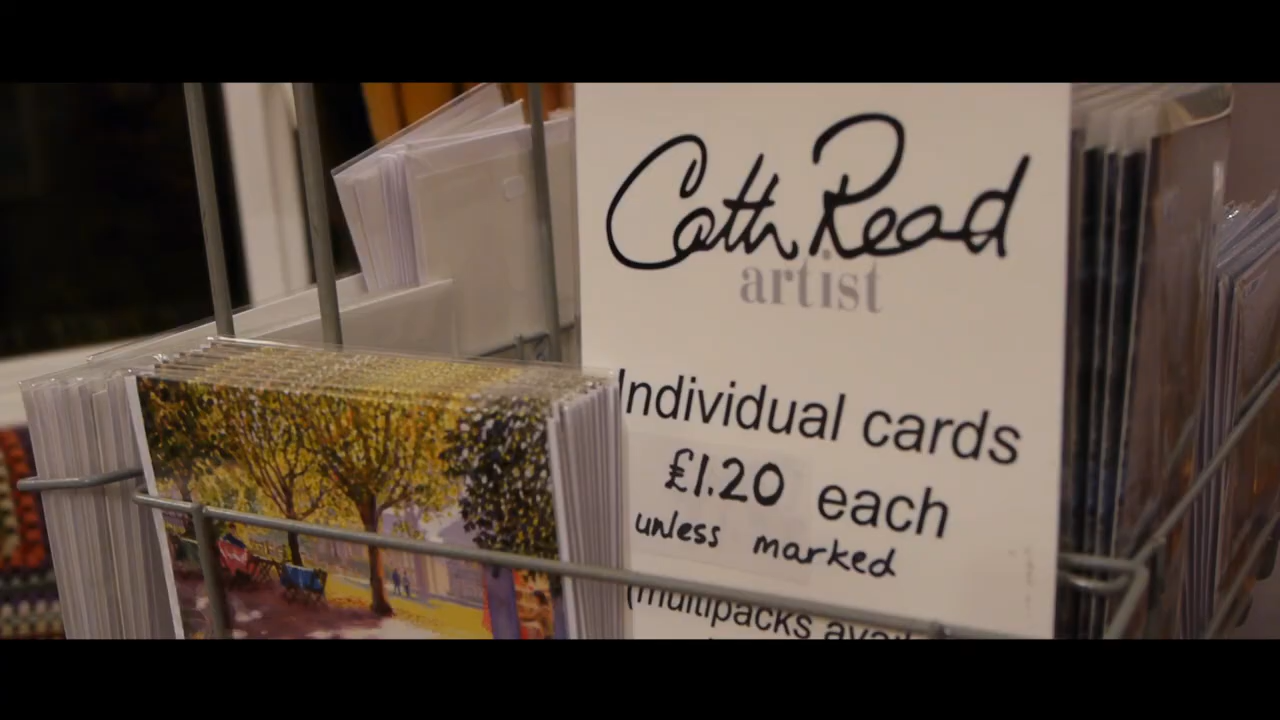 Cath Read
artist
Individual cards
£1.20 each
unless marked
(multipacks